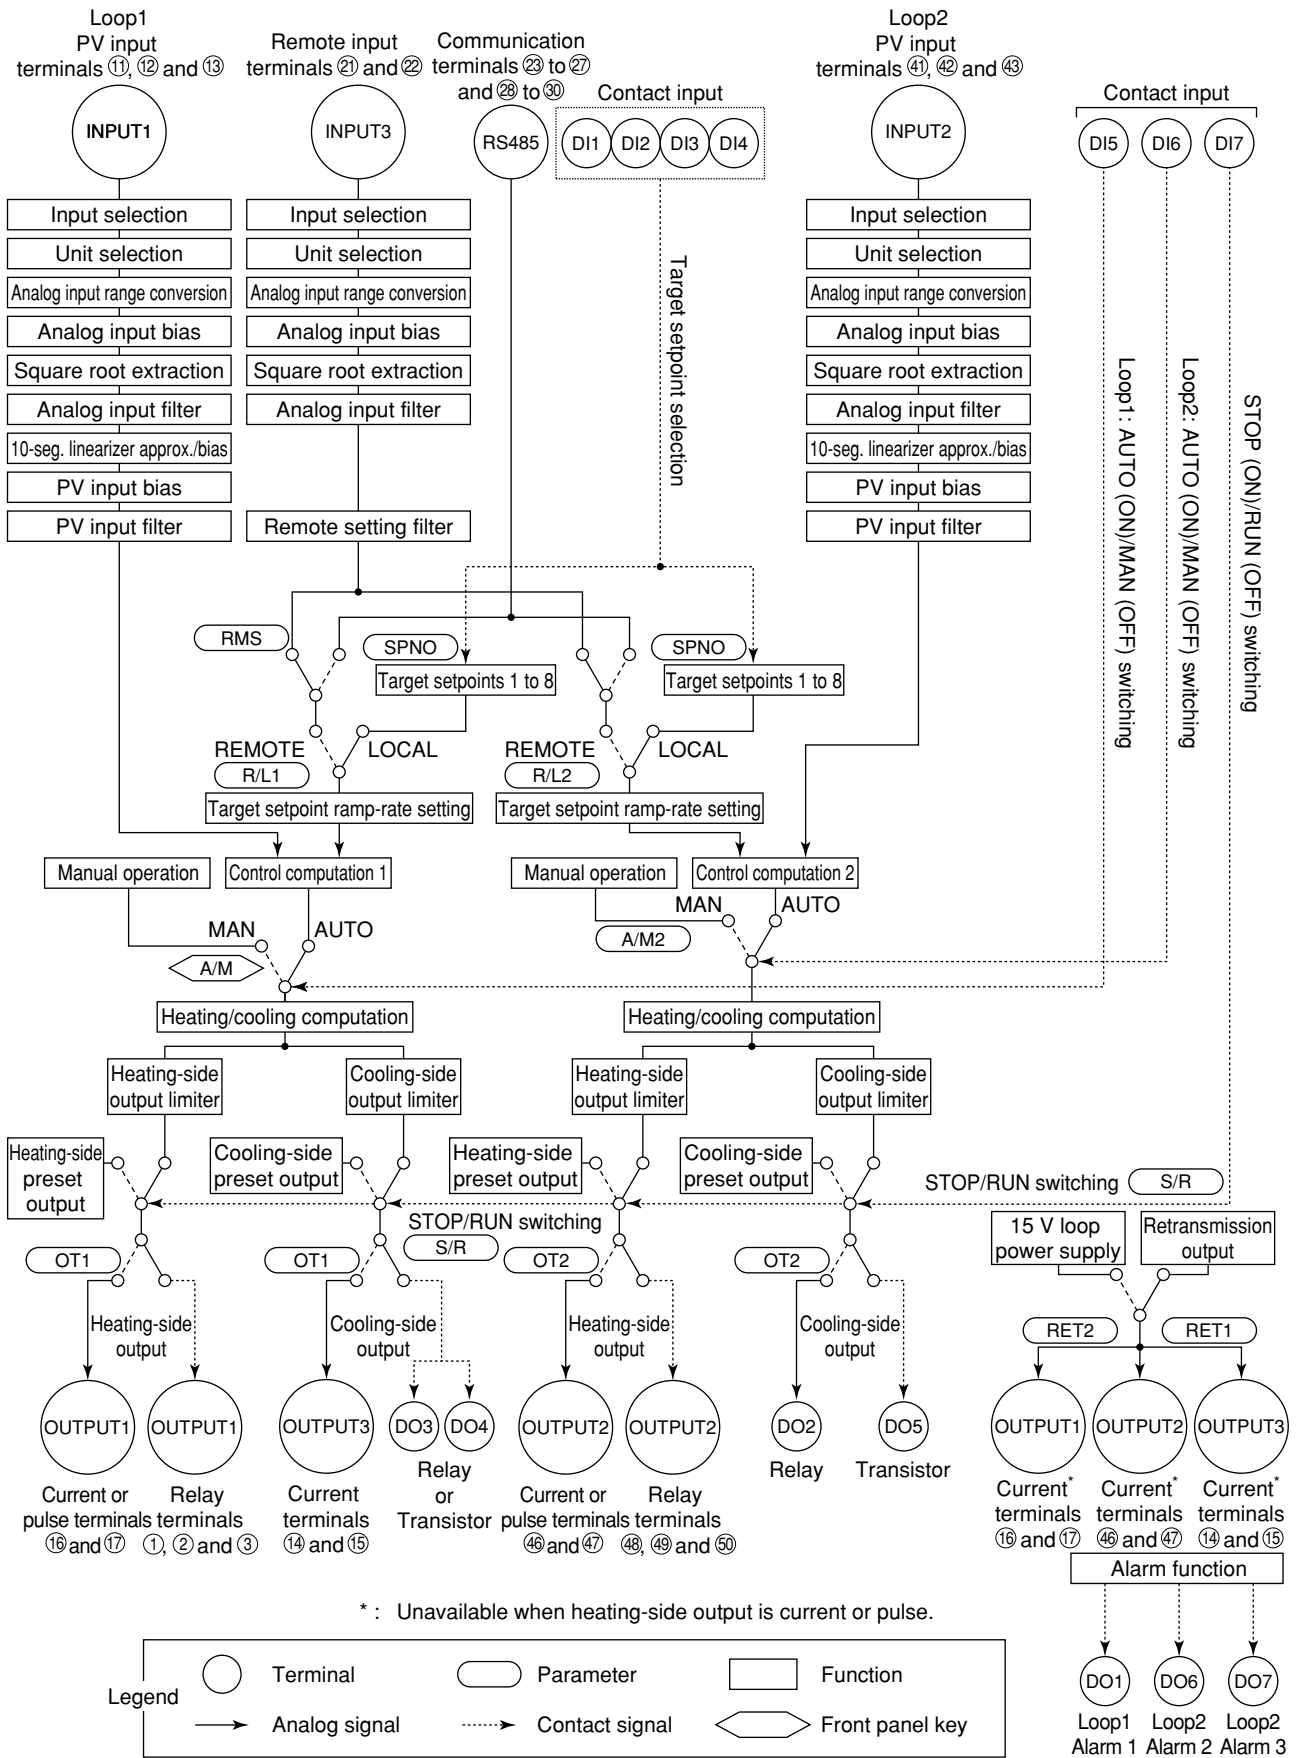 Loop1
PV input
terminals ⑪, ⑫ and ⑬
Remote input
terminals ㉑ and ㉒
Communication
terminals ㉓ to ㉗
and ㉘ to ㉚
Contact input
Loop2
PV input
terminals ㊶, ㊷ and ㊸
Contact input
INPUT1
INPUT3
RS485
DI1
DI2
DI3
DI4
INPUT2
DI5
DI6
DI7
Input selection
Unit selection
Analog input range conversion
Analog input bias
Square root extraction
Analog input filter
10-seg. linearizer approx./bias
PV input bias
PV input filter
Input selection
Unit selection
Analog input range conversion
Analog input bias
Square root extraction
Analog input filter
Remote setting filter
Target setpoint selection
Input selection
Unit selection
Analog input range conversion
Analog input bias
Square root extraction
Analog input filter
10-seg. linearizer approx./bias
PV input bias
PV input filter
Loop1: AUTO (ON)/MAN (OFF) switching
Loop2: AUTO (ON)/MAN (OFF) switching
STOP (ON)/RUN (OFF) switching
RMS
SPNO
Target setpoints 1 to 8
SPNO
Target setpoints 1 to 8
REMOTE
LOCAL
R/L1
REMOTE
LOCAL
R/L2
Target setpoint ramp-rate setting
Target setpoint ramp-rate setting
Manual operation
Control computation 1
Manual operation
Control computation 2
MAN
AUTO
A/M
MAN
AUTO
A/M2
Heating/cooling computation
Heating/cooling computation
Heating-side
output limiter
Cooling-side
output limiter
Heating-side
output limiter
Cooling-side
output limiter
Heating-side
preset
output
Cooling-side
preset output
Heating-side
preset output
Cooling-side
preset output
STOP/RUN switching
S/R
STOP/RUN switching
S/R
OT1
OT1
OT2
OT2
15 V loop
power supply
Retransmission
output
Heating-side
output
Cooling-side
output
Heating-side
output
Cooling-side
output
RET2
RET1
OUTPUT1
OUTPUT1
OUTPUT3
DO3
DO4
OUTPUT2
OUTPUT2
DO2
DO5
OUTPUT1
OUTPUT2
OUTPUT3
Current or
pulse terminals
⑯ and ⑰
Relay
terminals
①, ② and ③
Current
terminals
⑭ and ⑮
Relay
or
Transistor
Current or
pulse terminals
㊻ and ㊼
Relay
terminals
㊽, ㊾ and ㊿
Relay
Transistor
Current*
terminals
⑯ and ⑰
Current*
terminals
㊻ and ㊼
Current*
terminals
⑭ and ⑮
Alarm function
* : Unavailable when heating-side output is current or pulse.
DO1
DO6
DO7
Loop1
Alarm 1
Loop2
Alarm 2
Loop2
Alarm 3
Legend
Terminal
Parameter
Function
Analog signal
Contact signal
Front panel key